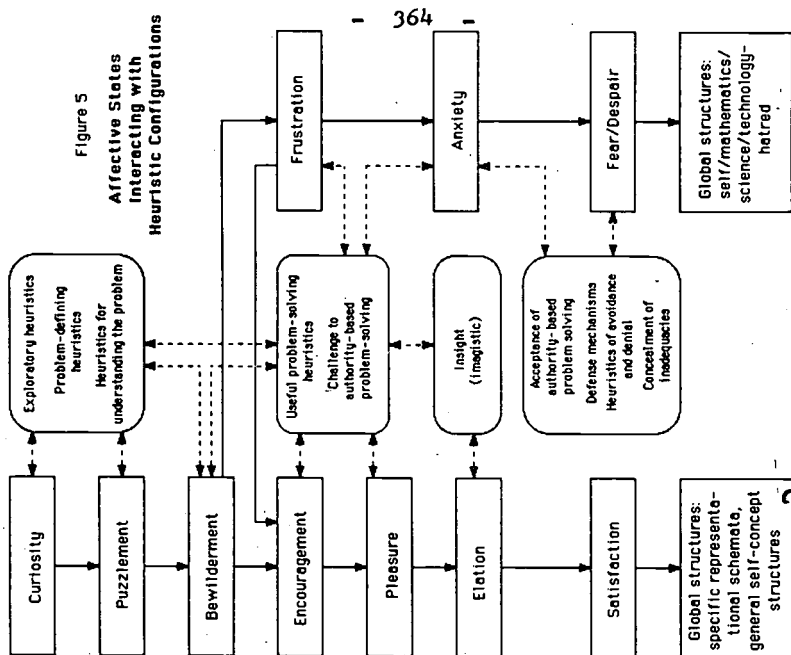 - 364 -
Figure 5
Affective States
Interacting with
Heuristic Configurations
Curiosity
Puzzlement
Bewilderment
Encouragement
Pleasure
Elation
Satisfaction
Global structures:
specific representa-
tional schemata,
general self-concept
structures
Exploratory heuristics
Problem-defining
heuristics
Heuristics for
understanding the problem
Useful problem-solving
heuristics
Challenge to
authority-based
problem-solving
Insight
(imagistic)
Acceptance of
authority-based
problem solving
Defense mechanisms
Heuristics of avoidance
and denial
Concealment of
inadequacies
Frustration
Anxiety
Fear/Despair
Global structures:
self/mathematics/
science/technology-
hatred